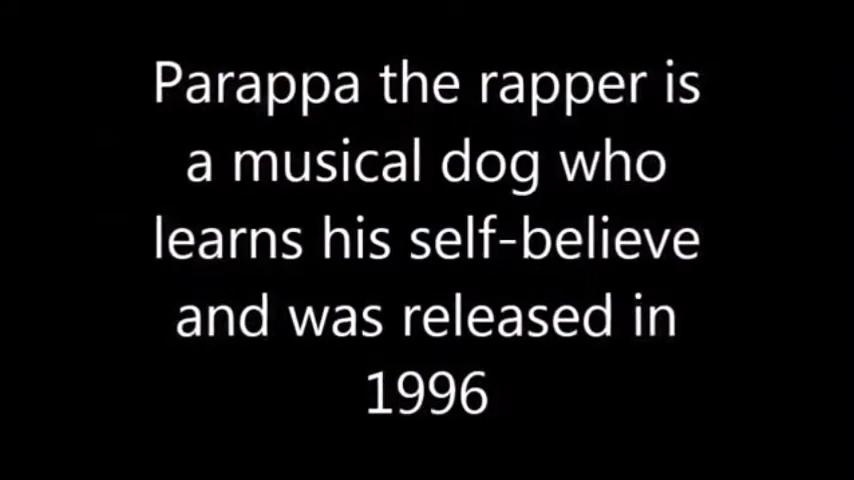 Parappa the rapper is
a musical dog who
learns his self-believe
and was released in
1996